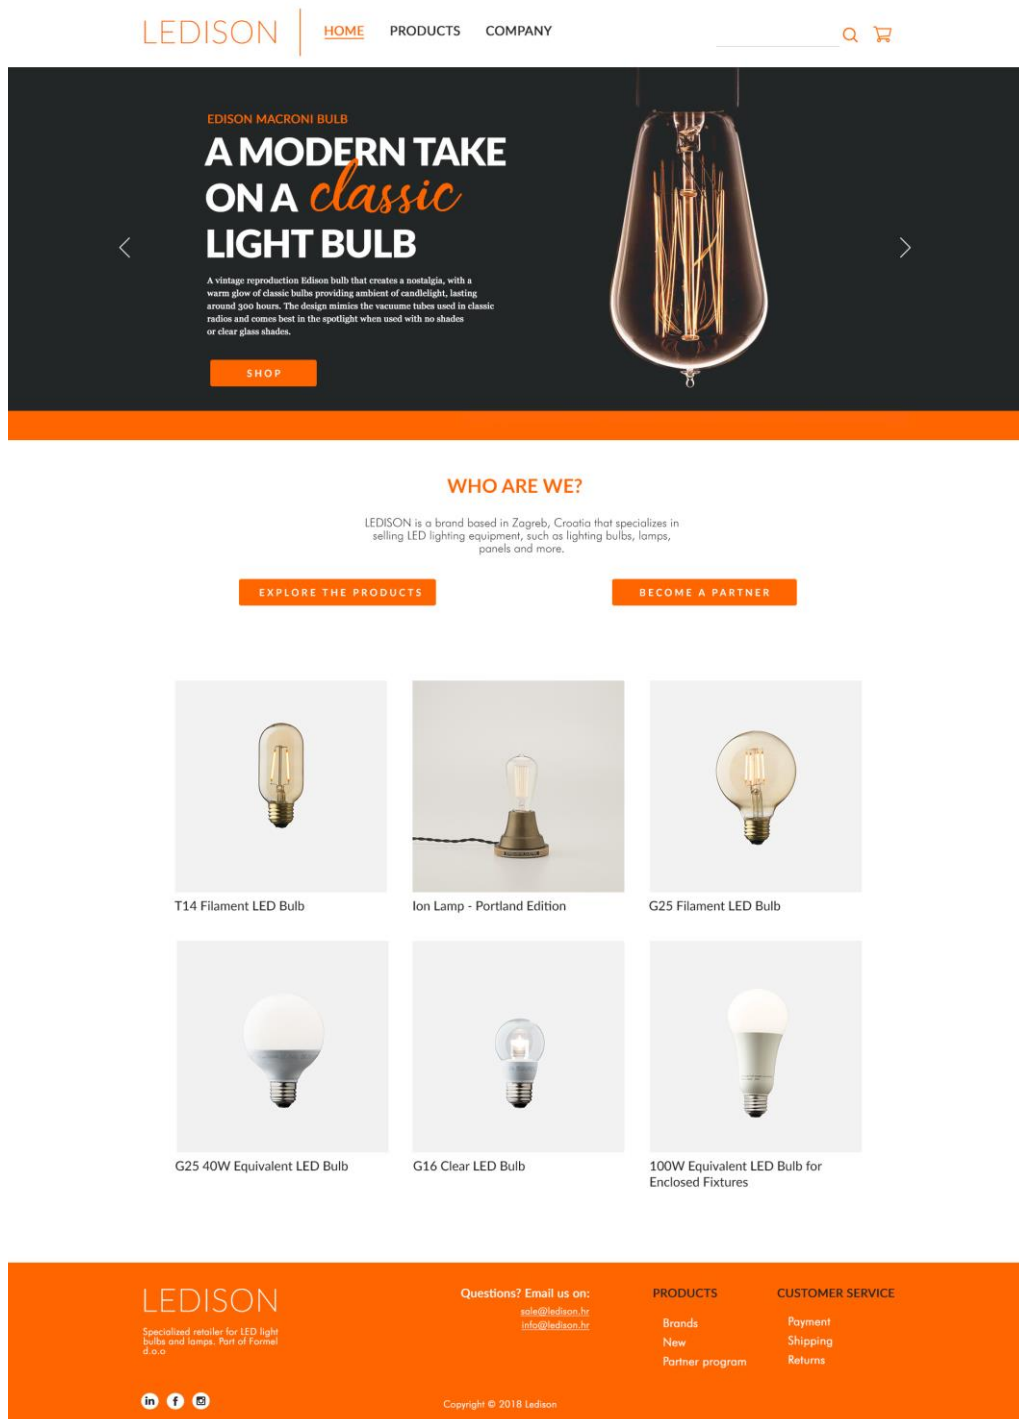 LEDISON
HOME PRODUCTS COMPANY
EDISON MACRONI BULB
A MODERN TAKE
ON A classic
LIGHT BULB
A vintage reproduction Edison bulb that creates a nostalgia, with a
warm glow of classic bulbs providing ambient of candlelight, lasting
around 300 hours. The design mimics the vacuume tubes used in classic
radios and comes best in the spotlight when used with no shades
or clear glass shades.
SHOP
WHO ARE WE?
LEDISON is a brand based in Zagreb, Croatia that specializes in
selling LED lighting equipment, such as lighting bulbs, lamps,
panels and more.
EXPLORE THE PRODUCTS
BECOME A PARTNER
T14 Filament LED Bulb
Ion Lamp - Portland Edition
G25 Filament LED Bulb
G25 40W Equivalent LED Bulb
G16 Clear LED Bulb
100W Equivalent LED Bulb for
Enclosed Fixtures
LEDISON
Specialized retailer for LED light
bulbs and lamps. Part of Formel
d.o.o
Questions? Email us on:
sale@ledison.hr
info@ledison.hr
PRODUCTS
Brands
New
Partner program
CUSTOMER SERVICE
Payment
Shipping
Returns
in f
Copyright © 2018 Ledison